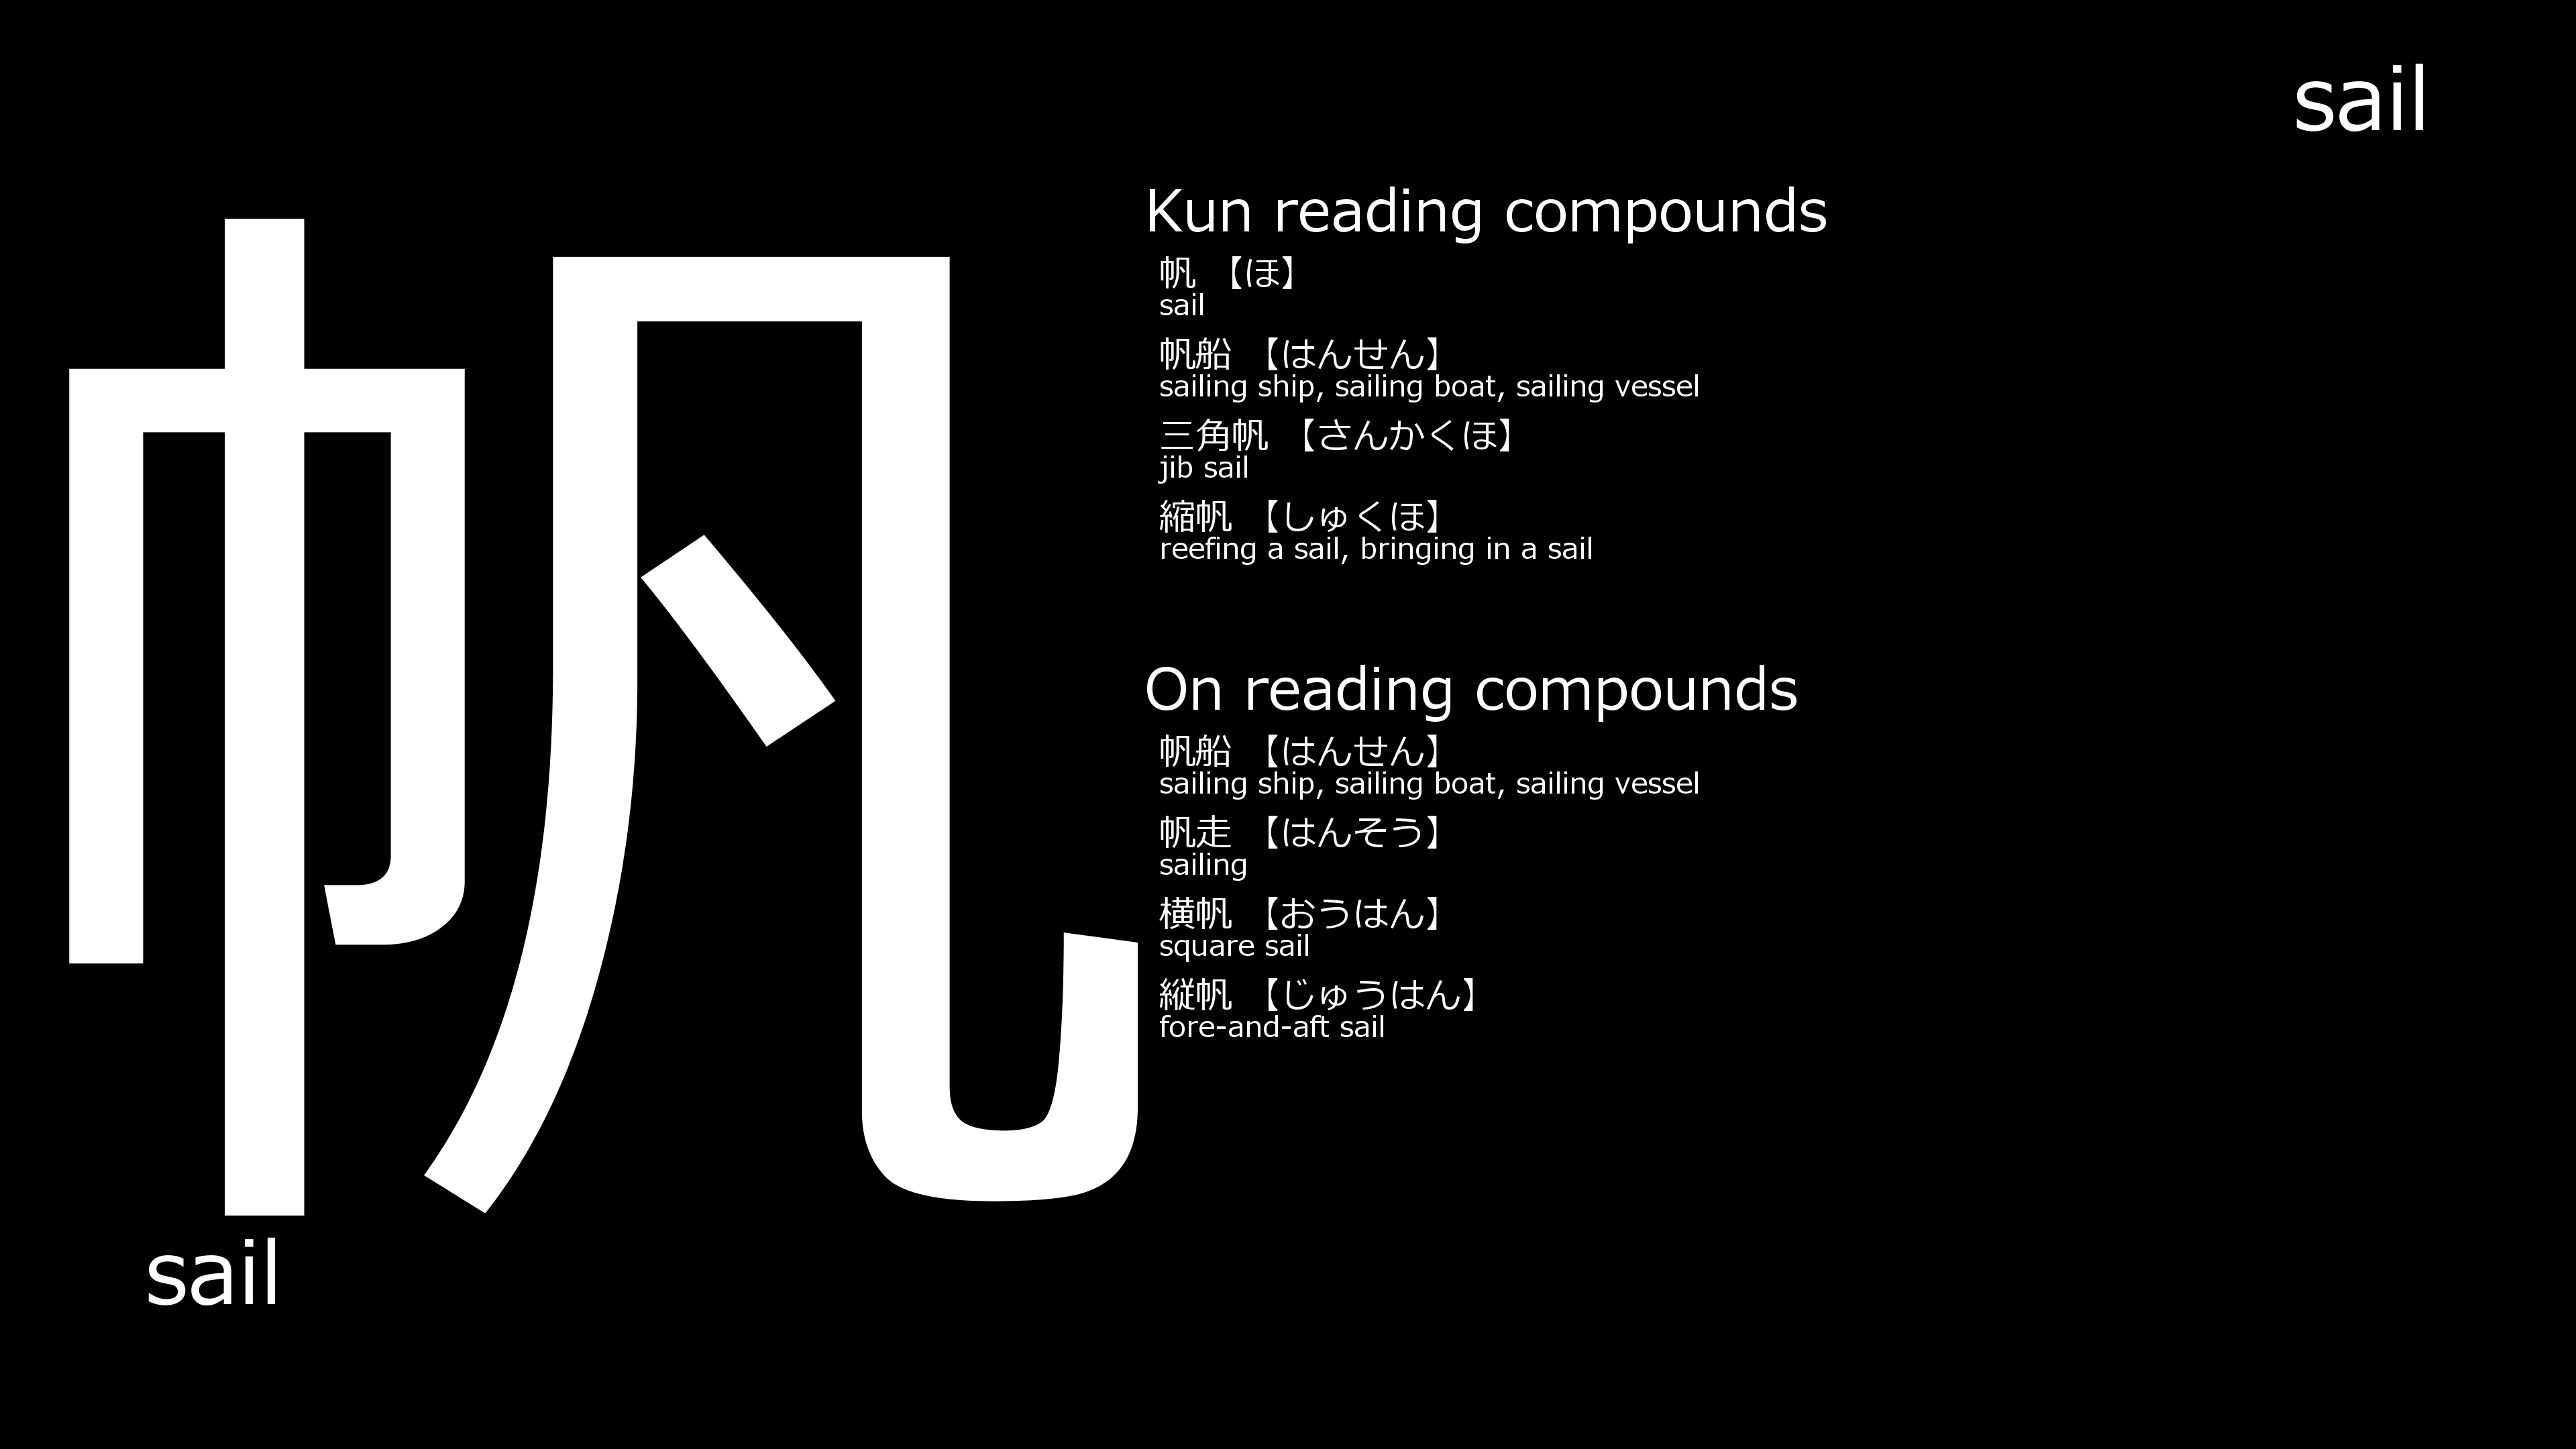 sail
帆
sail
Kun reading compounds
帆 【ほ】
sail
帆船 【はんせん】
sailing ship, sailing boat, sailing vessel
三角帆 【さんかくほ】
jib sail
縮帆 【しゅくほ】
reefing a sail, bringing in a sail
On reading compounds
帆船 【はんせん】
sailing ship, sailing boat, sailing vessel
帆走 【はんそう】
sailing
横帆 【おうはん】
square sail
縦帆 【じゅうはん】
fore-and-aft sail